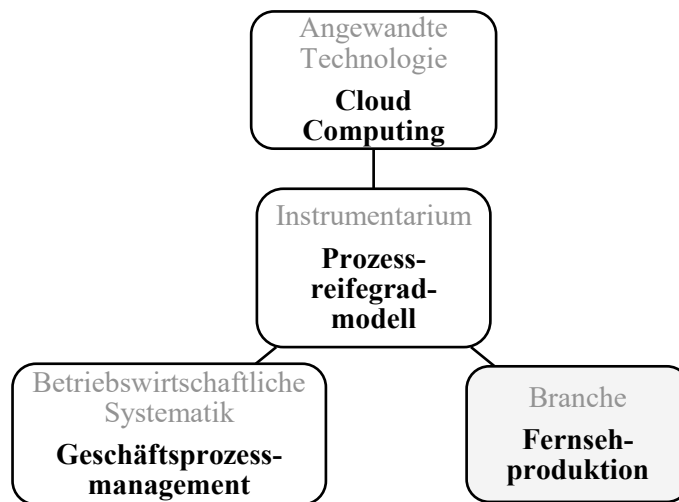 Angewandte
Technologie
Cloud
Computing
Instrumentarium
Prozess-
reifegrad-
modell
Betriebswirtschaftliche
Systematik
Geschäftsprozess-
management
Branche
Fernseh-
produktion